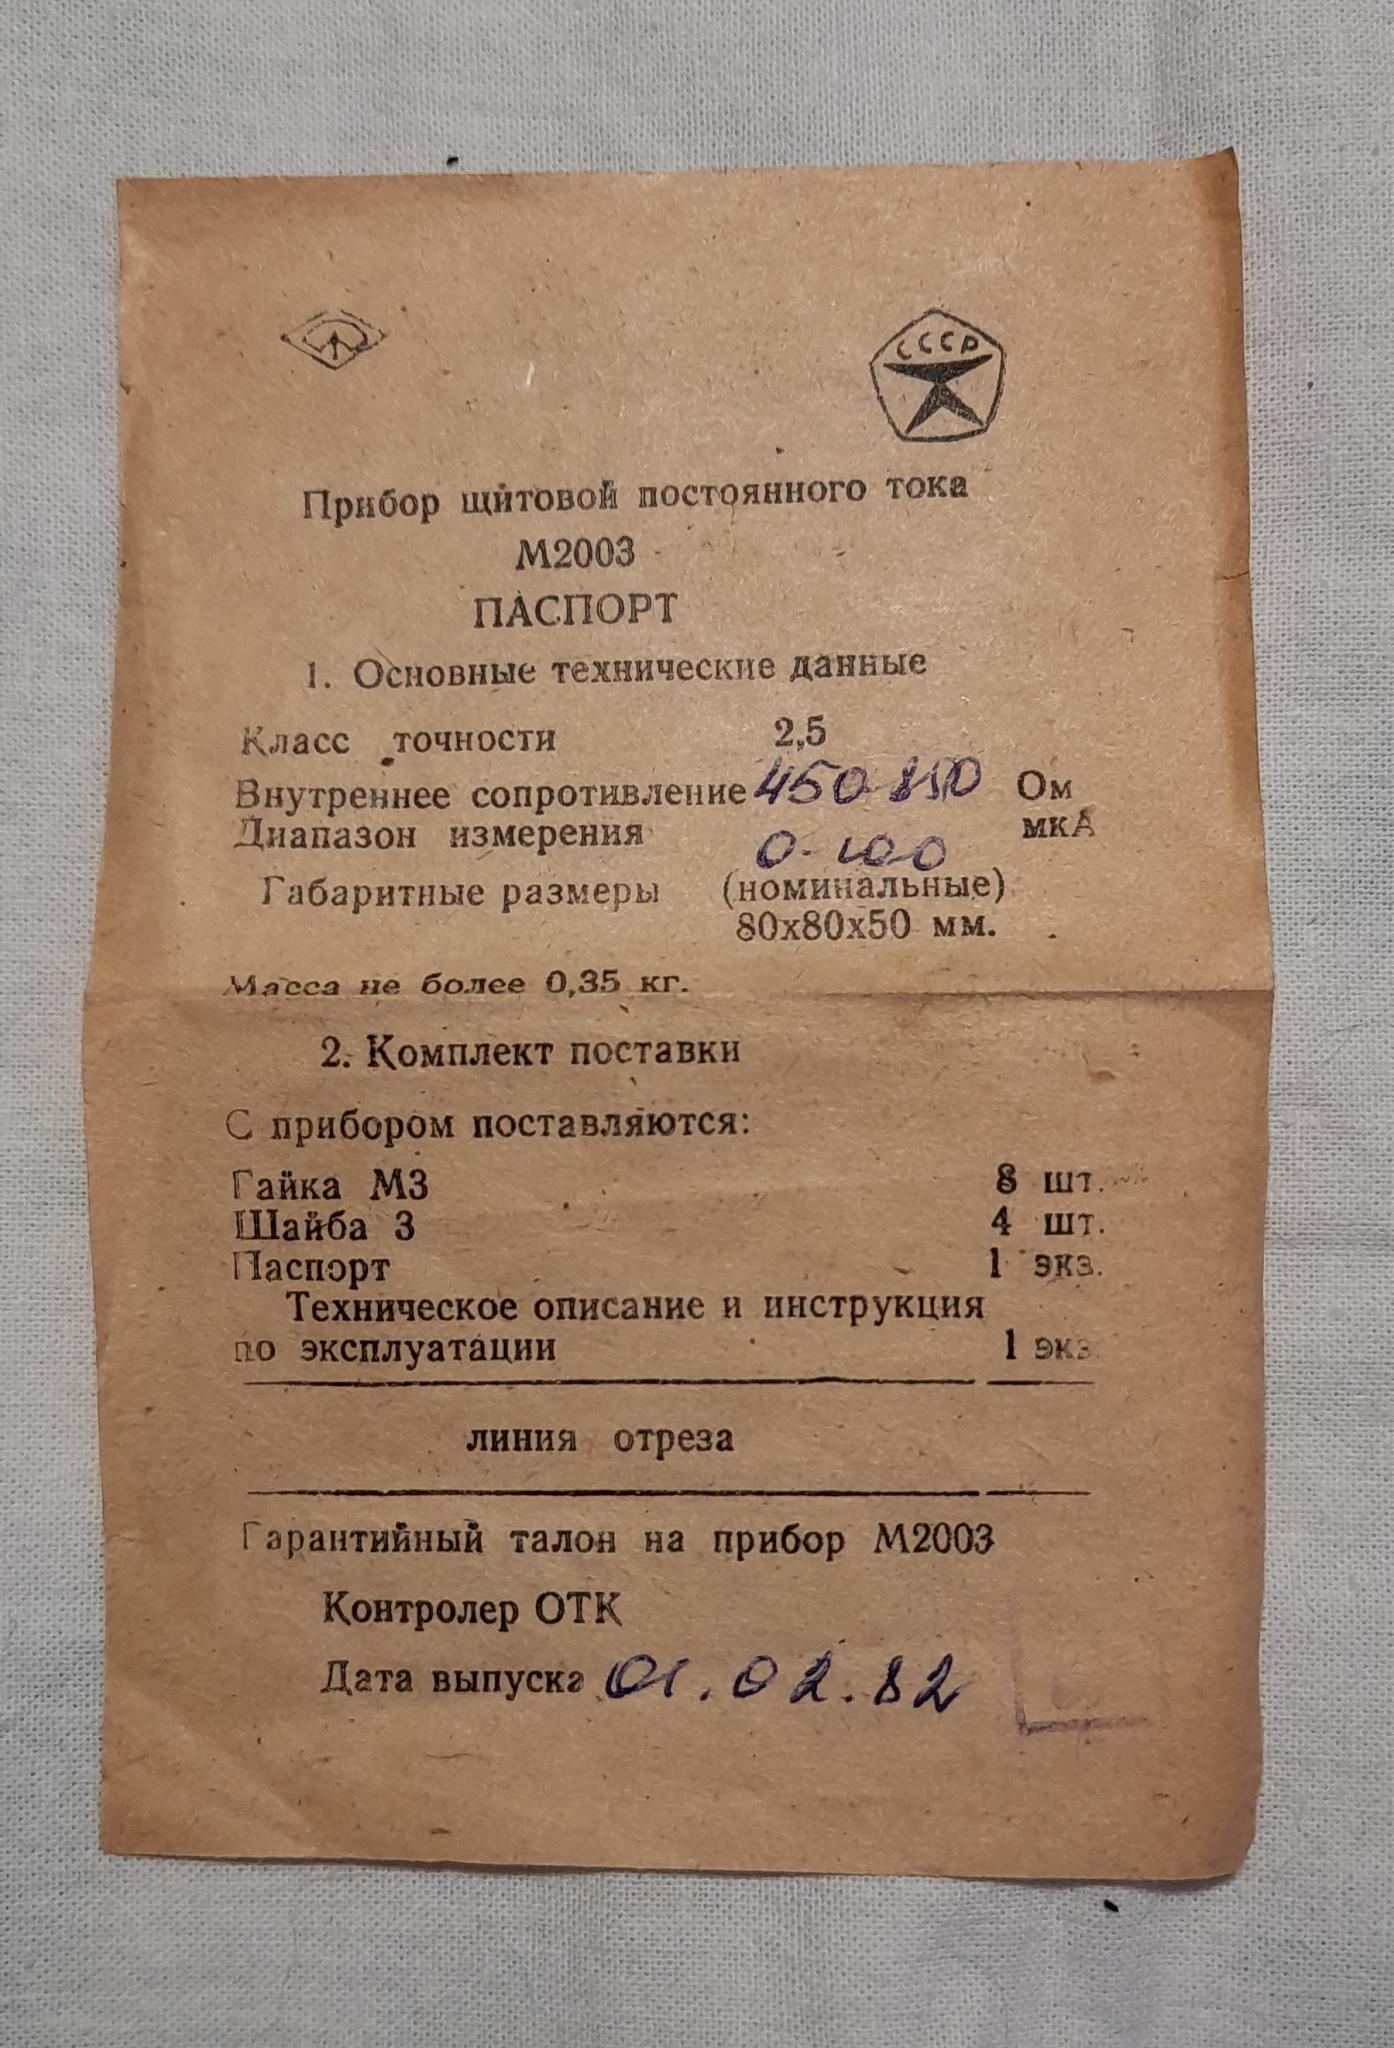 СССР
Прибор щитовой постоянного тока
М2003
ПАСПОРТ
1. Основные технические данные
Класс точности 2,5
Внутреннее сопротивление 450-850 Ом
Диапазон измерения 0-100 мкА
Габаритные размеры (номинальные)
80х80х50 мм.
Масса не более 0,35 кг.
2. Комплект поставки
С прибором поставляются:
Гайка М3 8 шт.
Шайба 3 4 шт.
Паспорт 1 экз.
Техническое описание и инструкция
по эксплуатации 1 экз
линия отреза
Гарантийный талон на прибор М2003
Контролер ОТК
Дата выпуска 01.02.82